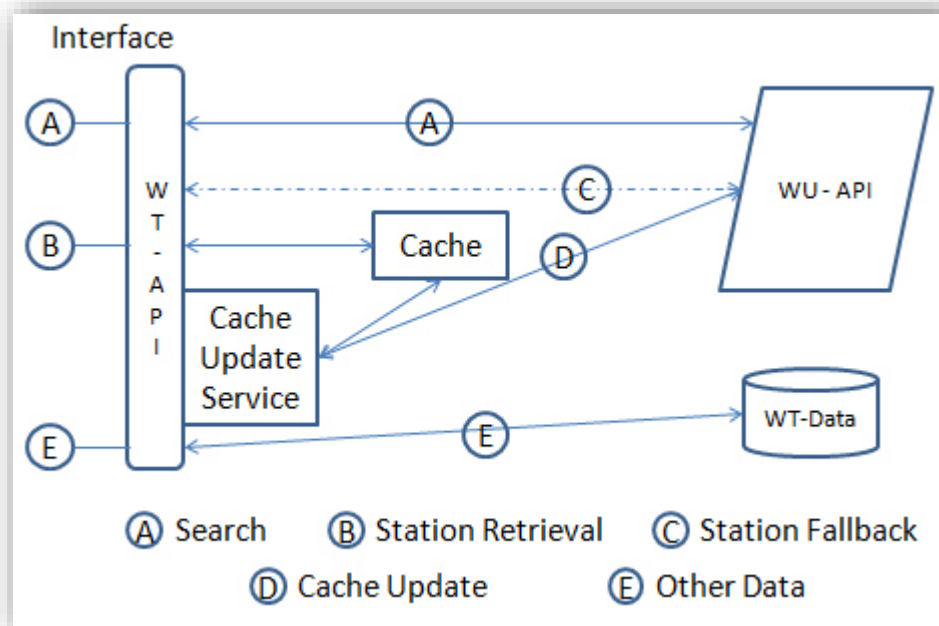 Interface
A
A
W
T
-
A
P
I
C
WU - API
B
Cache
D
Cache
Update
Service
E
E
WT-Data
A Search B Station Retrieval C Station Fallback
D Cache Update E Other Data